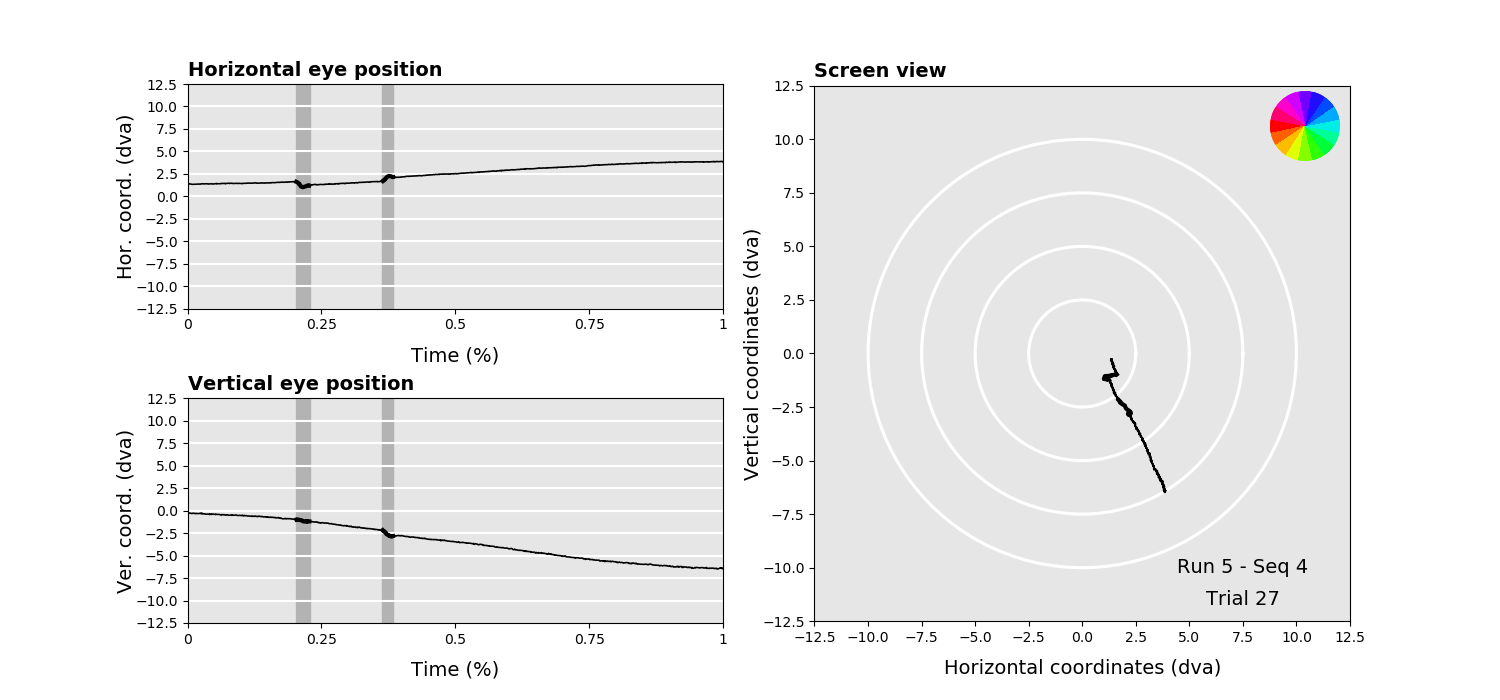 Horizontal eye position
Hor. coord. (dva)
12.5
10.0
7.5
5.0
2.5
0.0
−2.5
−5.0
−7.5
−10.0
−12.5
0 0.25 0.5 0.75 1
Time (%)
Vertical eye position
Ver. coord. (dva)
12.5
10.0
7.5
5.0
2.5
0.0
−2.5
−5.0
−7.5
−10.0
−12.5
0 0.25 0.5 0.75 1
Time (%)
Screen view
Vertical coordinates (dva)
12.5
10.0
7.5
5.0
2.5
0.0
−2.5
−5.0
−7.5
−10.0
−12.5
Run 5 - Seq 4
Trial 27
−12.5 −10.0 −7.5 −5.0 −2.5 0.0 2.5 5.0 7.5 10.0 12.5
Horizontal coordinates (dva)